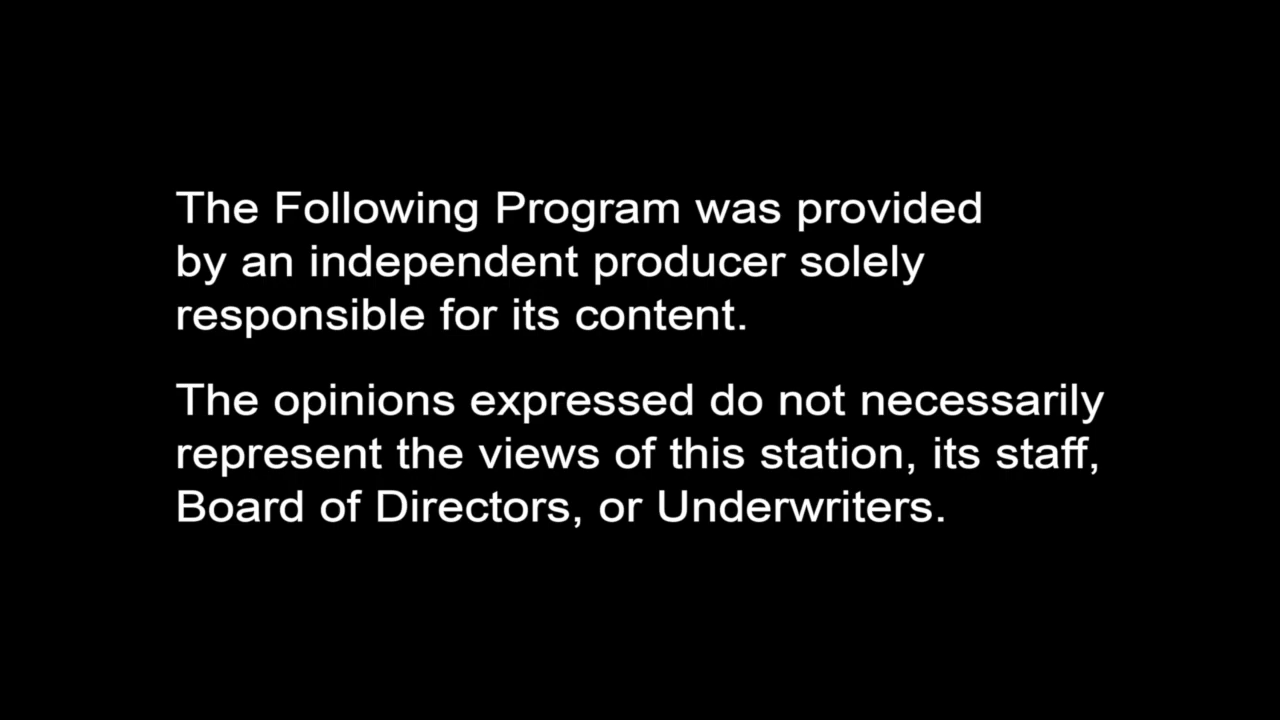 The Following Program was provided
by an independent producer solely
responsible for its content.
The opinions expressed do not necessarily
represent the views of this station, its staff,
Board of Directors, or Underwriters.